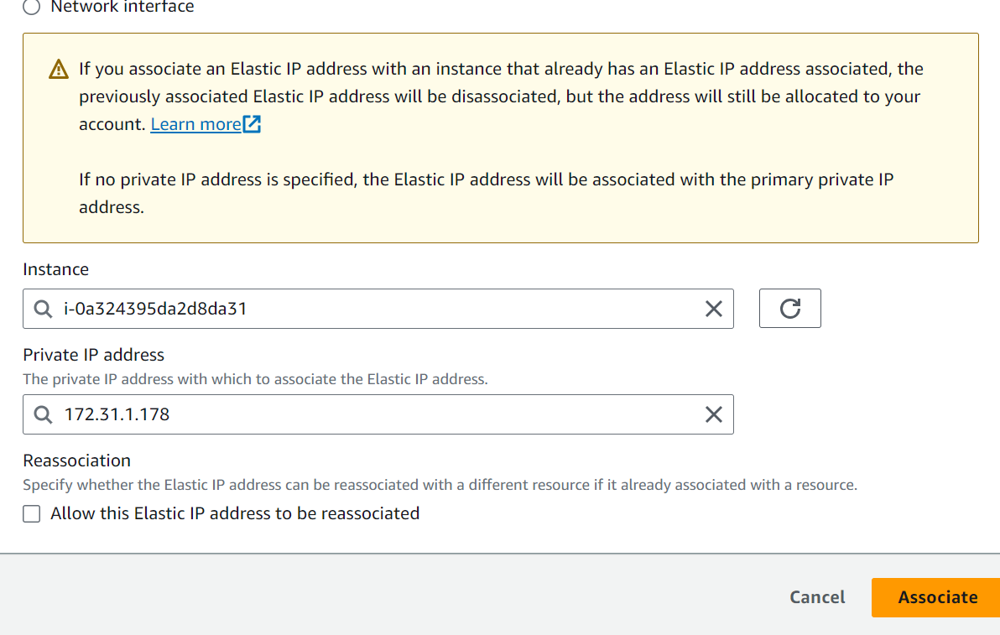 Network interface
If you associate an Elastic IP address with an instance that already has an Elastic IP address associated, the
previously associated Elastic IP address will be disassociated, but the address will still be allocated to your
account. Learn more
If no private IP address is specified, the Elastic IP address will be associated with the primary private IP
address.
Instance
i-0a324395da2d8da31
Private IP address
The private IP address with which to associate the Elastic IP address.
172.31.1.178
Reassociation
Specify whether the Elastic IP address can be reassociated with a different resource if it already associated with a resource.
Allow this Elastic IP address to be reassociated
Cancel
Associate